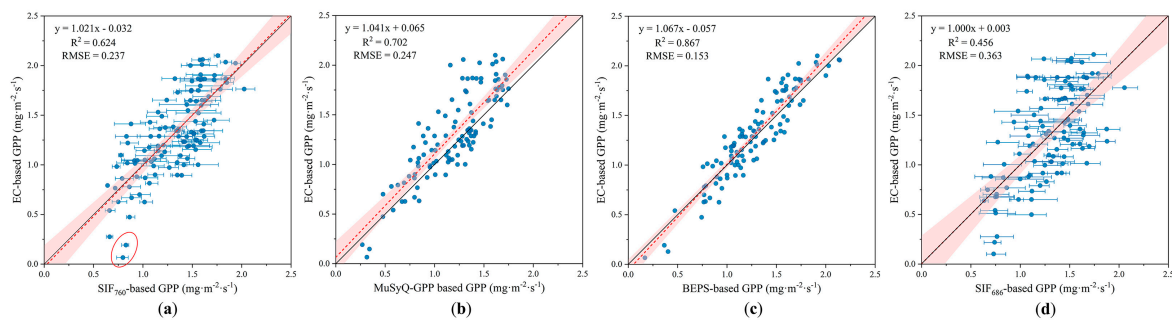 y = 1.021x - 0.032
R² = 0.624
RMSE = 0.237
EC-based GPP (mg·m⁻²·s⁻¹)
2.5
2.0
1.5
1.0
0.5
0.0
0.0 0.5 1.0 1.5 2.0 2.5
SIF₇₆₀-based GPP (mg·m⁻²·s⁻¹)
(a)
y = 1.041x + 0.065
R² = 0.702
RMSE = 0.247
EC-based GPP (mg·m⁻²·s⁻¹)
2.5
2.0
1.5
1.0
0.5
0.0
0.0 0.5 1.0 1.5 2.0 2.5
MuSyQ-GPP based GPP (mg·m⁻²·s⁻¹)
(b)
y = 1.067x - 0.057
R² = 0.867
RMSE = 0.153
EC-based GPP (mg·m⁻²·s⁻¹)
2.5
2.0
1.5
1.0
0.5
0.0
0.0 0.5 1.0 1.5 2.0 2.5
BEPS-based GPP (mg·m⁻²·s⁻¹)
(c)
y = 1.000x + 0.003
R² = 0.456
RMSE = 0.363
EC-based GPP (mg·m⁻²·s⁻¹)
2.5
2.0
1.5
1.0
0.5
0.0
0.0 0.5 1.0 1.5 2.0 2.5
SIF₆₈₆-based GPP (mg·m⁻²·s⁻¹)
(d)